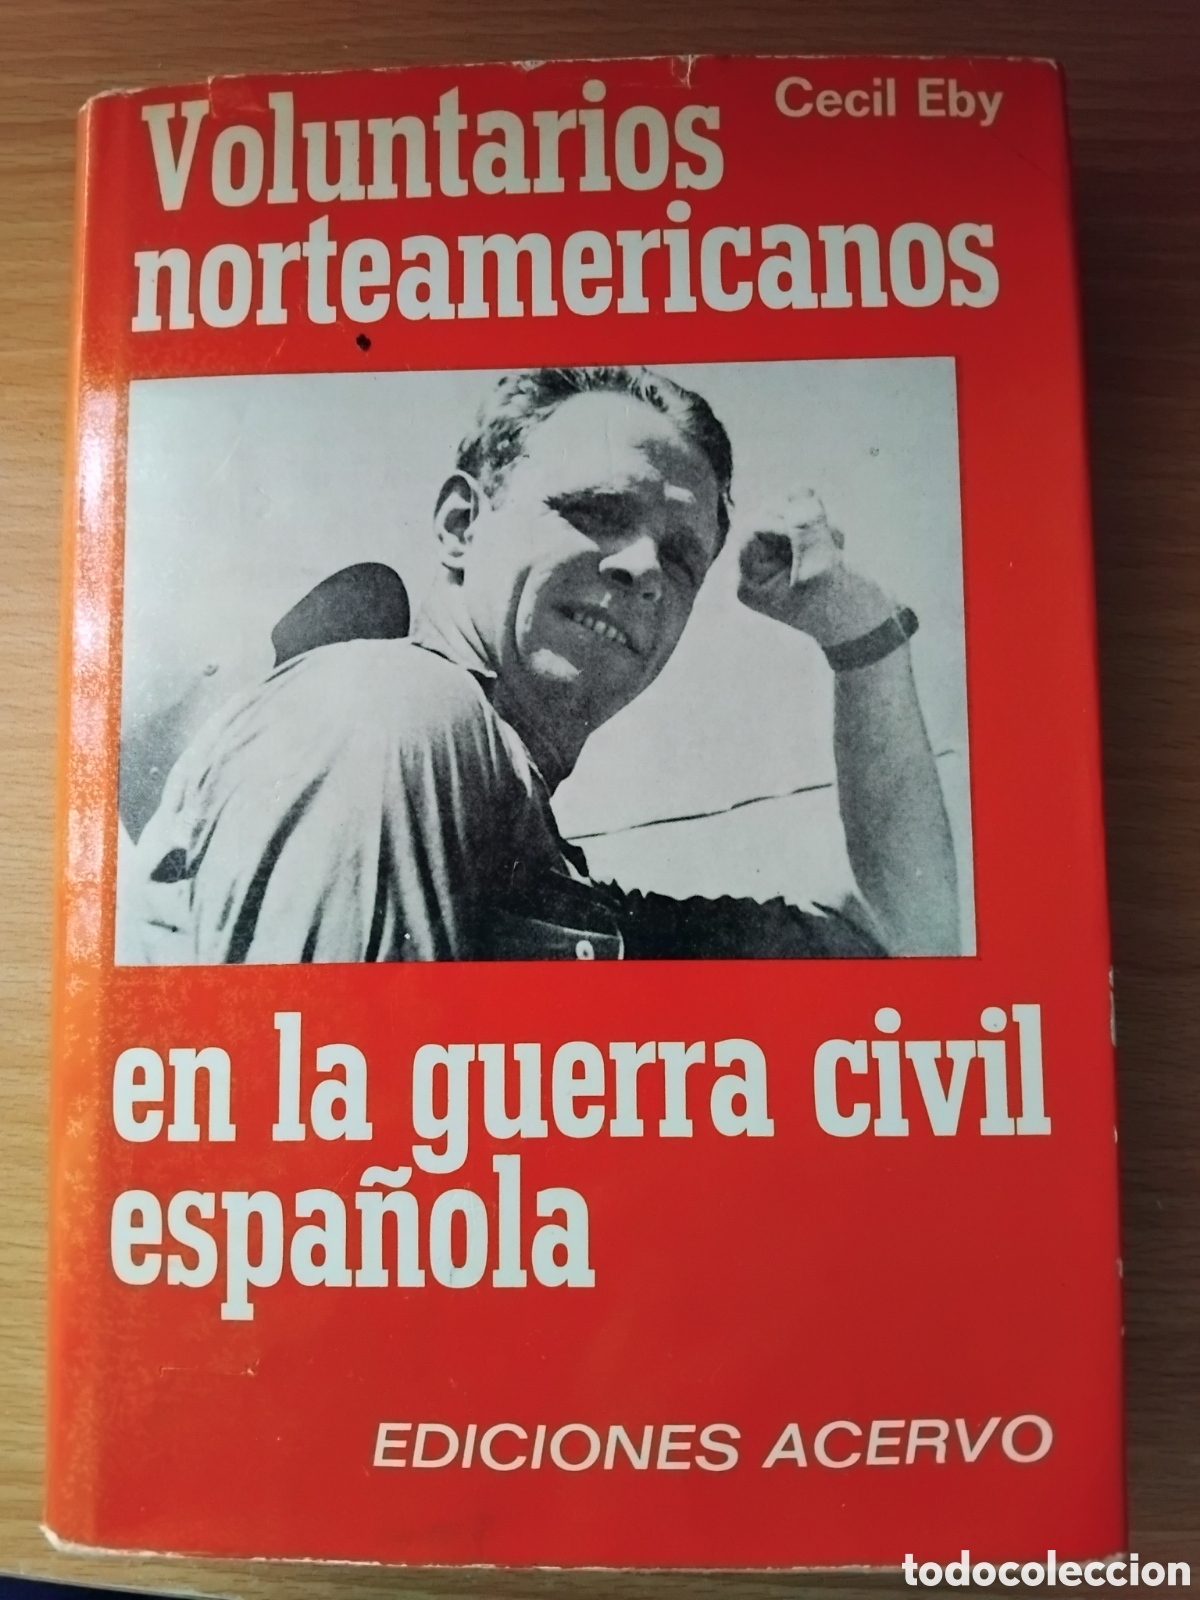 Cecil Eby
Voluntarios
norteamericanos
en la guerra civil
española
EDICIONES ACERVO
todocoleccion